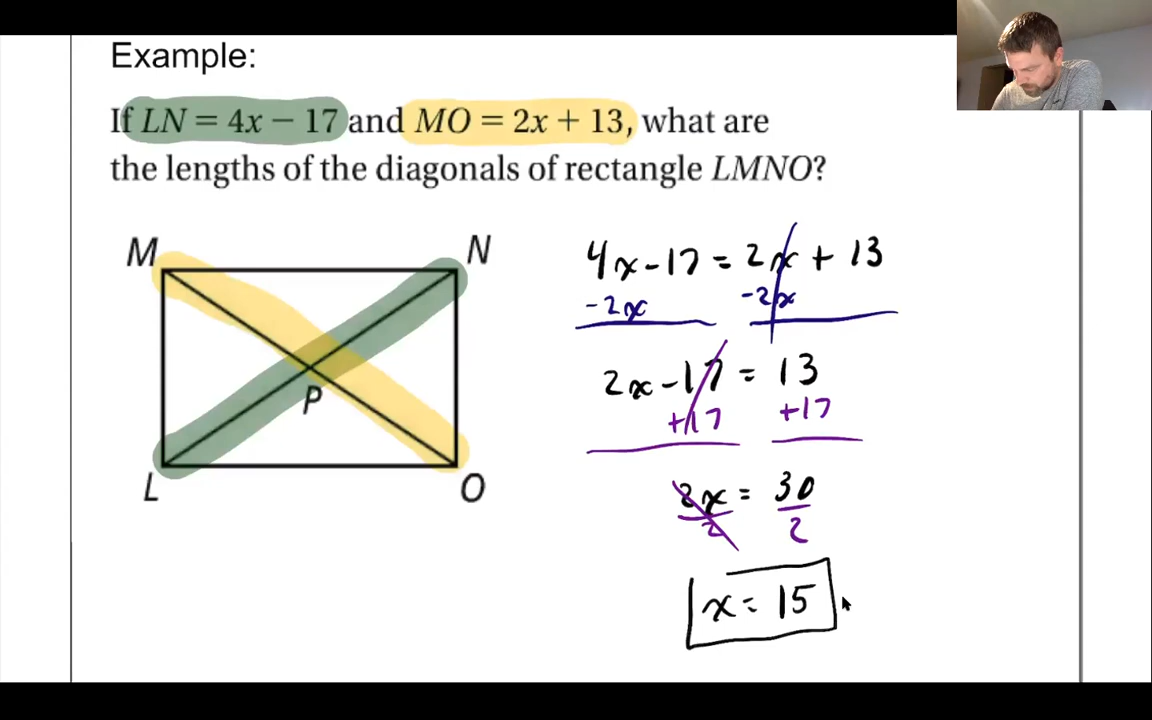 Example:
If LN = 4x − 17 and MO = 2x + 13, what are
the lengths of the diagonals of rectangle LMNO?
M
N
P
L
O
4x - 17 = 2x + 13
-2x -2x
2x - 17 = 13
+17 +17
2x = 30
2 2
x = 15